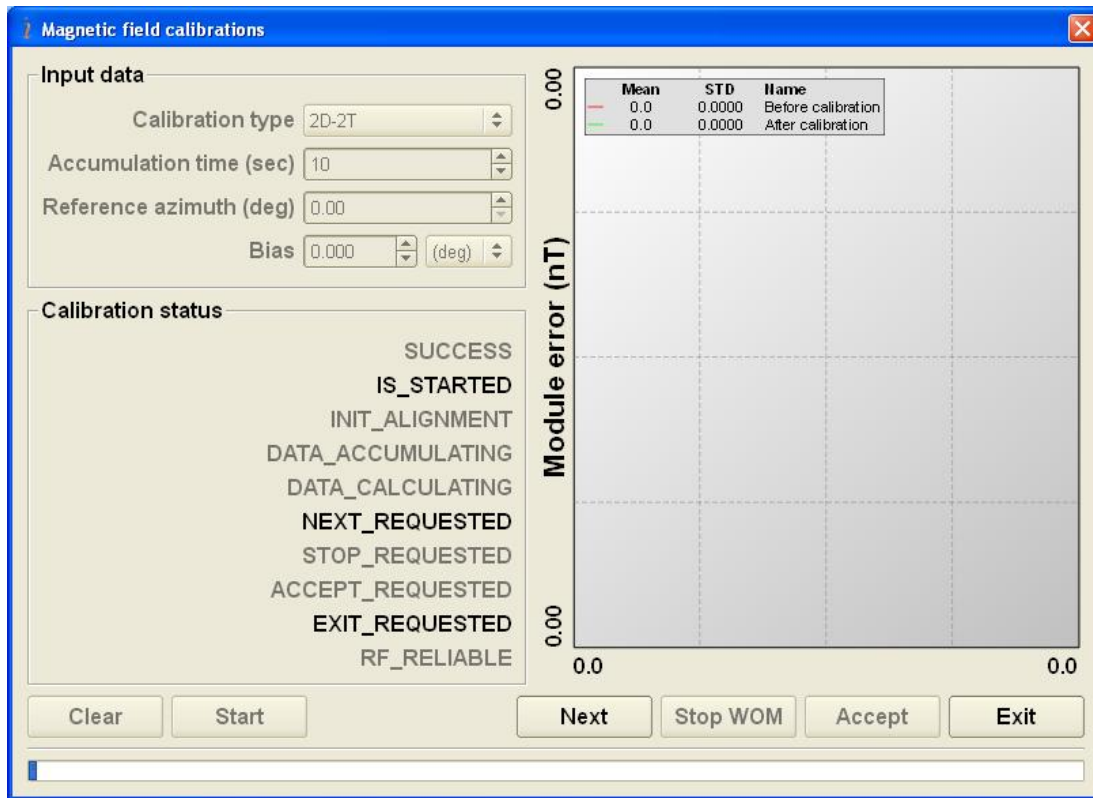 Magnetic field calibrations
Input data
Calibration type 2D-2T
Accumulation time (sec) 10
Reference azimuth (deg) 0.00
Bias 0.000 (deg)
Calibration status
SUCCESS
IS_STARTED
INIT_ALIGNMENT
DATA_ACCUMULATING
DATA_CALCULATING
NEXT_REQUESTED
STOP_REQUESTED
ACCEPT_REQUESTED
EXIT_REQUESTED
RF_RELIABLE
0.00
Module error (nT)
0.00
Mean STD Name
0.0 0.0000 Before calibration
0.0 0.0000 After calibration
0.0 0.0
Clear Start Next Stop WOM Accept Exit